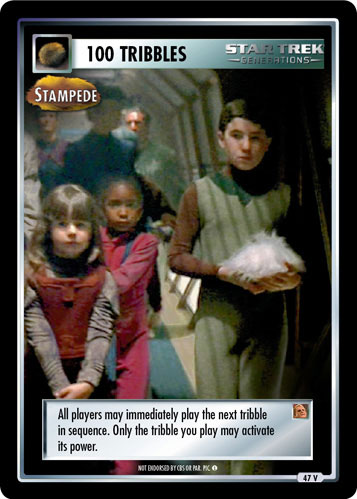 100 TRIBBLES
STAR TREK
GENERATIONS
STAMPEDE
All players may immediately play the next tribble
in sequence. Only the tribble you play may activate
its power.
NOT ENDORSED BY CBS OR PAR. PIC.
47 V